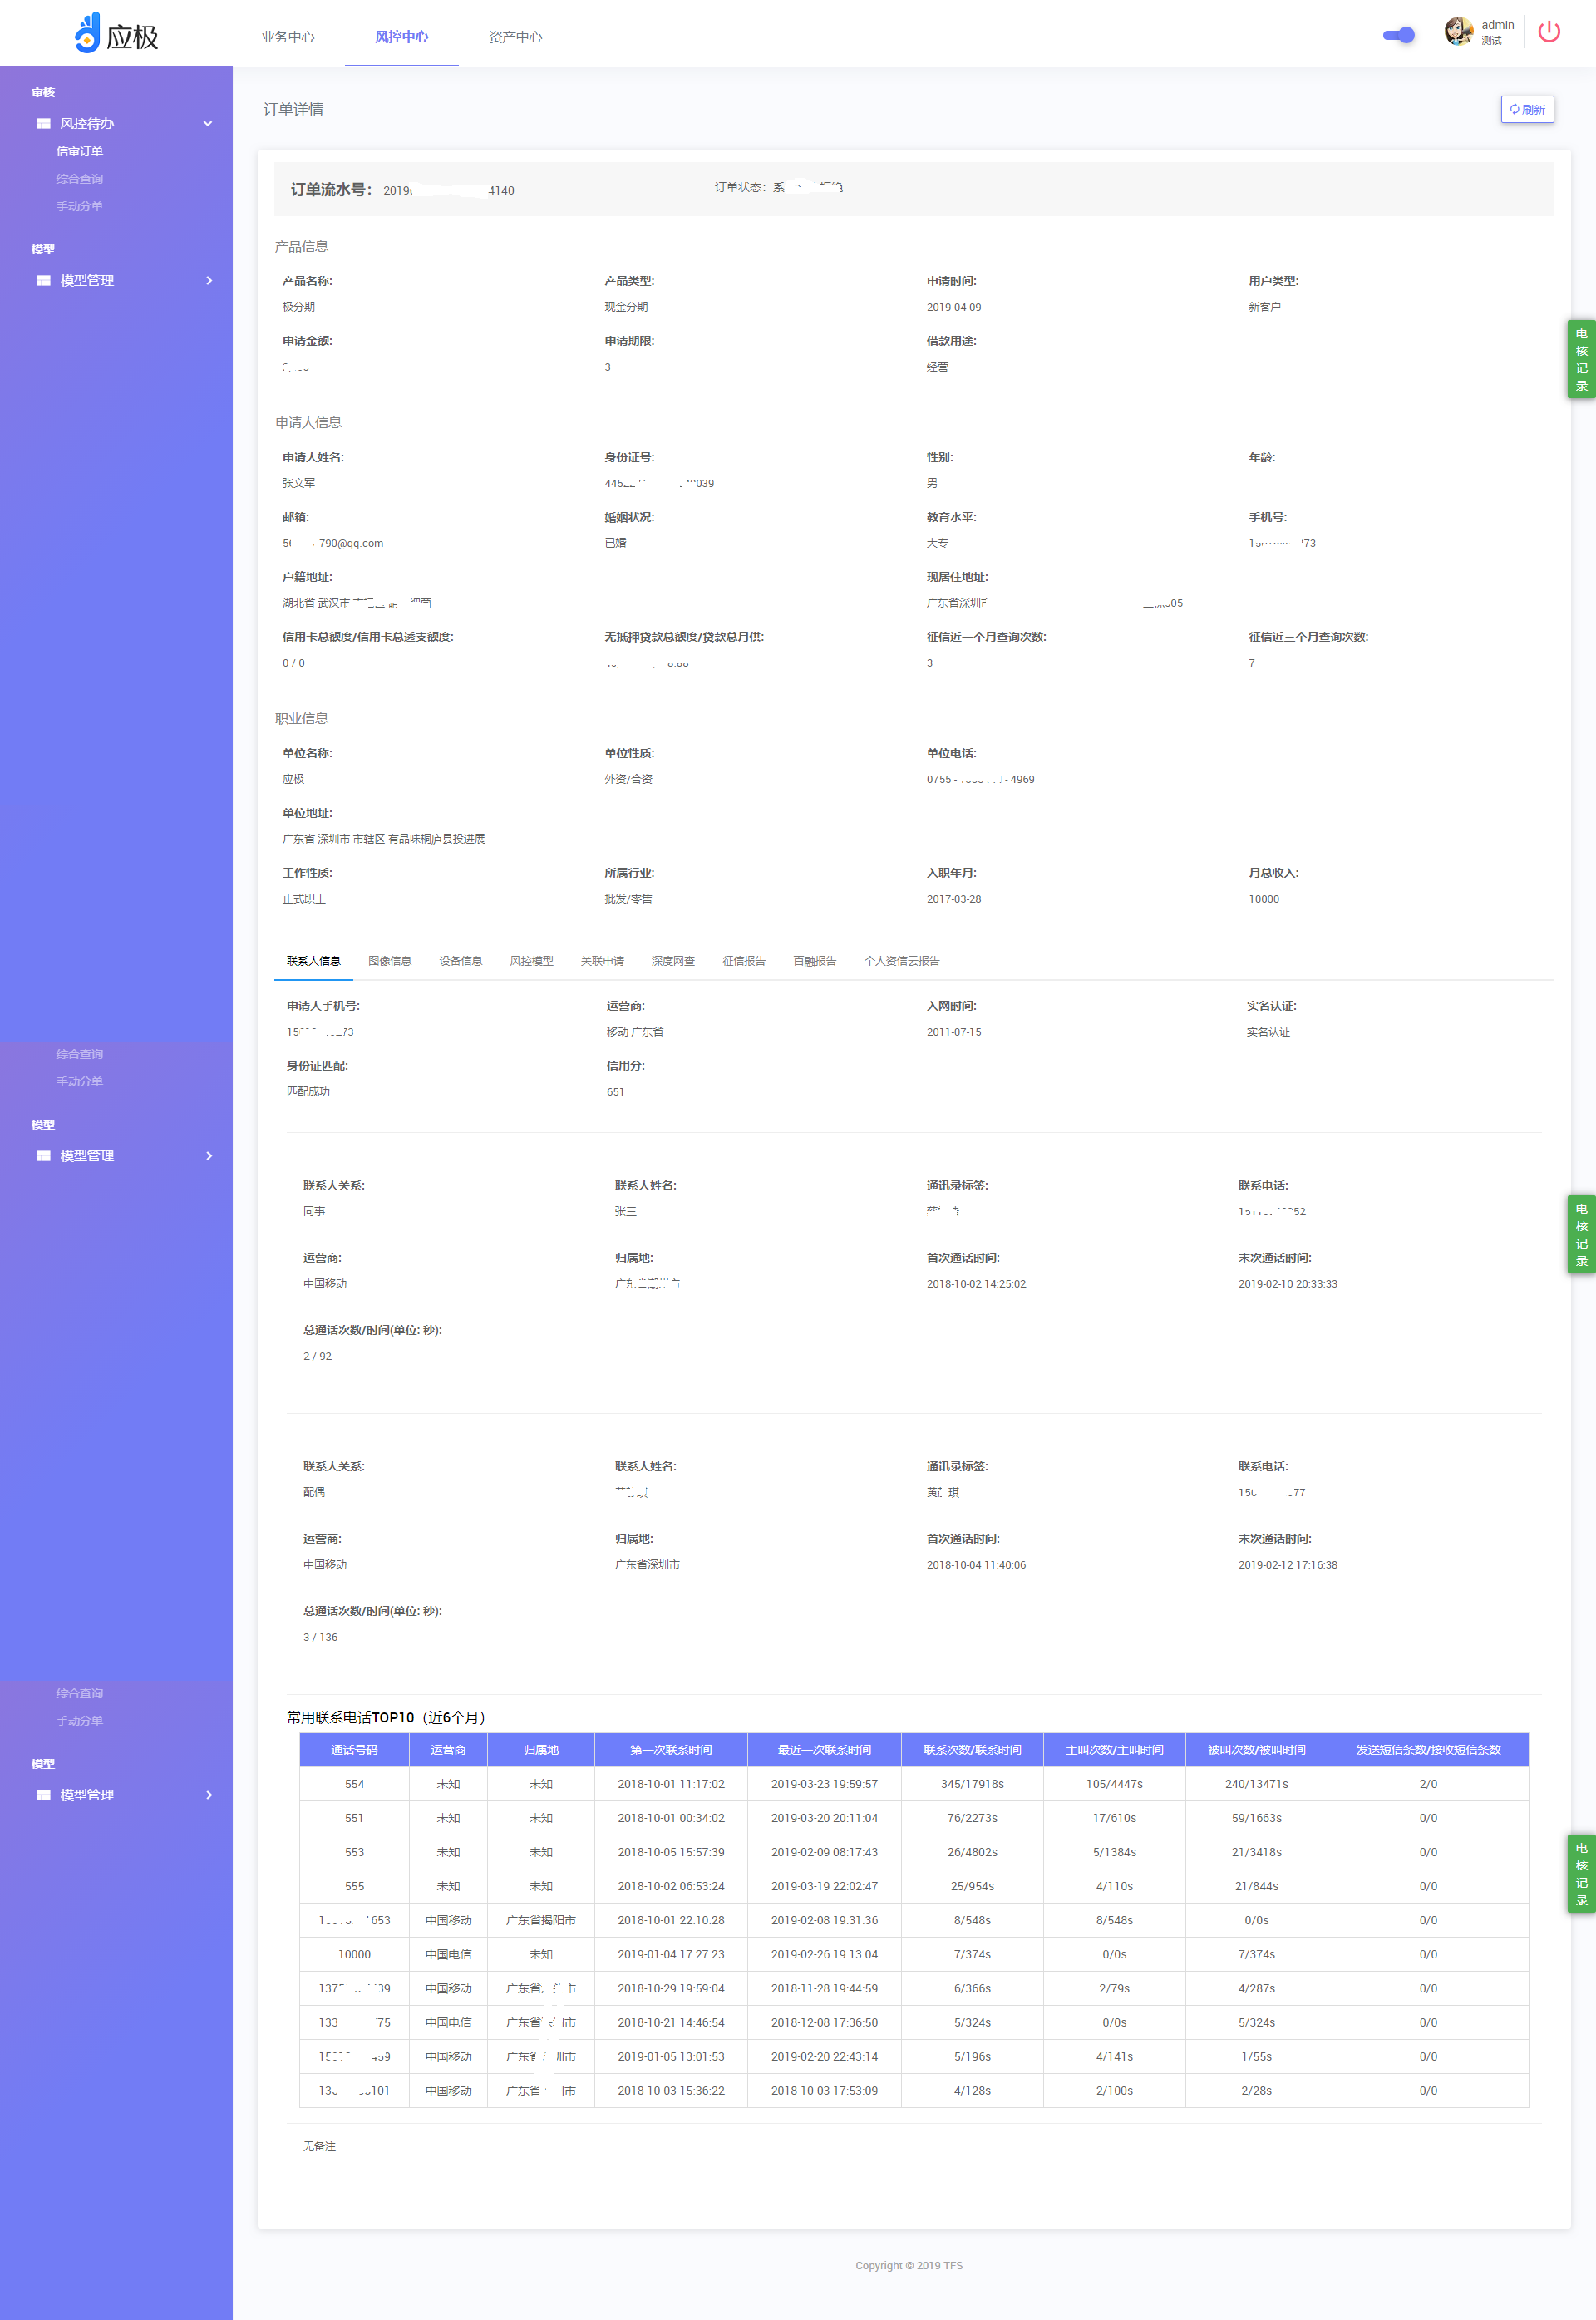 应极
业务中心 风控中心 资产中心
admin
测试
审核
风控待办
信审订单
综合查询
手动分单
模型
模型管理
订单详情
刷新
订单流水号: 2019 4140 订单状态: 系
产品信息
产品名称: 产品类型: 申请时间: 用户类型:
极分期 现金分期 2019-04-09 新客户
申请金额: 申请期限: 借款用途:
3 经营
电核记录
申请人信息
申请人姓名: 身份证号: 性别: 年龄:
张文军 445 039 男
邮箱: 婚姻状况: 教育水平: 手机号:
790@qq.com 已婚 大专 73
户籍地址: 现居住地址:
湖北省 武汉市 广东省深圳 05
信用卡总额度/信用卡总透支额度: 无抵押贷款总额度/贷款总月供: 征信近一个月查询次数: 征信近三个月查询次数:
0 / 0 3 7
职业信息
单位名称: 单位性质: 单位电话:
应极 外资/合资 0755 - - 4969
单位地址:
广东省 深圳市 市辖区 有品味桐庐县投进展
工作性质: 所属行业: 入职年月: 月总收入:
正式职工 批发/零售 2017-03-28 10000
联系人信息 图像信息 设备信息 风控模型 关联申请 深度网查 征信报告 百融报告 个人资信云报告
申请人手机号: 运营商: 入网时间: 实名认证:
15 73 移动 广东省 2011-07-15 实名认证
身份证匹配: 信用分:
匹配成功 651
综合查询
手动分单
模型
模型管理
联系人关系: 联系人姓名: 通讯录标签: 联系电话:
同事 张三 52
电核记录
运营商: 归属地: 首次通话时间: 末次通话时间:
中国移动 广东 2018-10-02 14:25:02 2019-02-10 20:33:33
总通话次数/时间(单位: 秒):
2 / 92
联系人关系: 联系人姓名: 通讯录标签: 联系电话:
配偶 黄 琪 150 77
运营商: 归属地: 首次通话时间: 末次通话时间:
中国移动 广东省深圳市 2018-10-04 11:40:06 2019-02-12 17:16:38
总通话次数/时间(单位: 秒):
3 / 136
综合查询
手动分单
模型
模型管理
常用联系电话TOP10（近6个月）
通话号码 运营商 归属地 第一次联系时间 最近一次联系时间 联系次数/联系时间 主叫次数/主叫时间 被叫次数/被叫时间 发送短信条数/接收短信条数
554 未知 未知 2018-10-01 11:17:02 2019-03-23 19:59:57 345/17918s 105/4447s 240/13471s 2/0
551 未知 未知 2018-10-01 00:34:02 2019-03-20 20:11:04 76/2273s 17/610s 59/1663s 0/0
553 未知 未知 2018-10-05 15:57:39 2019-02-09 08:17:43 26/4802s 5/1384s 21/3418s 0/0
555 未知 未知 2018-10-02 06:53:24 2019-03-19 22:02:47 25/954s 4/110s 21/844s 0/0
1653 中国移动 广东省揭阳市 2018-10-01 22:10:28 2019-02-08 19:31:36 8/548s 8/548s 0/0s 0/0
10000 中国电信 未知 2019-01-04 17:27:23 2019-02-26 19:13:04 7/374s 0/0s 7/374s 0/0
137 39 中国移动 广东省 市 2018-10-29 19:59:04 2018-11-28 19:44:59 6/366s 2/79s 4/287s 0/0
133 75 中国电信 广东省 市 2018-10-21 14:46:54 2018-12-08 17:36:50 5/324s 0/0s 5/324s 0/0
15 9 中国移动 广东省 圳市 2019-01-05 13:01:53 2019-02-20 22:43:14 5/196s 4/141s 1/55s 0/0
13 101 中国移动 广东省 市 2018-10-03 15:36:22 2018-10-03 17:53:09 4/128s 2/100s 2/28s 0/0
电核记录
无备注
Copyright © 2019 TFS